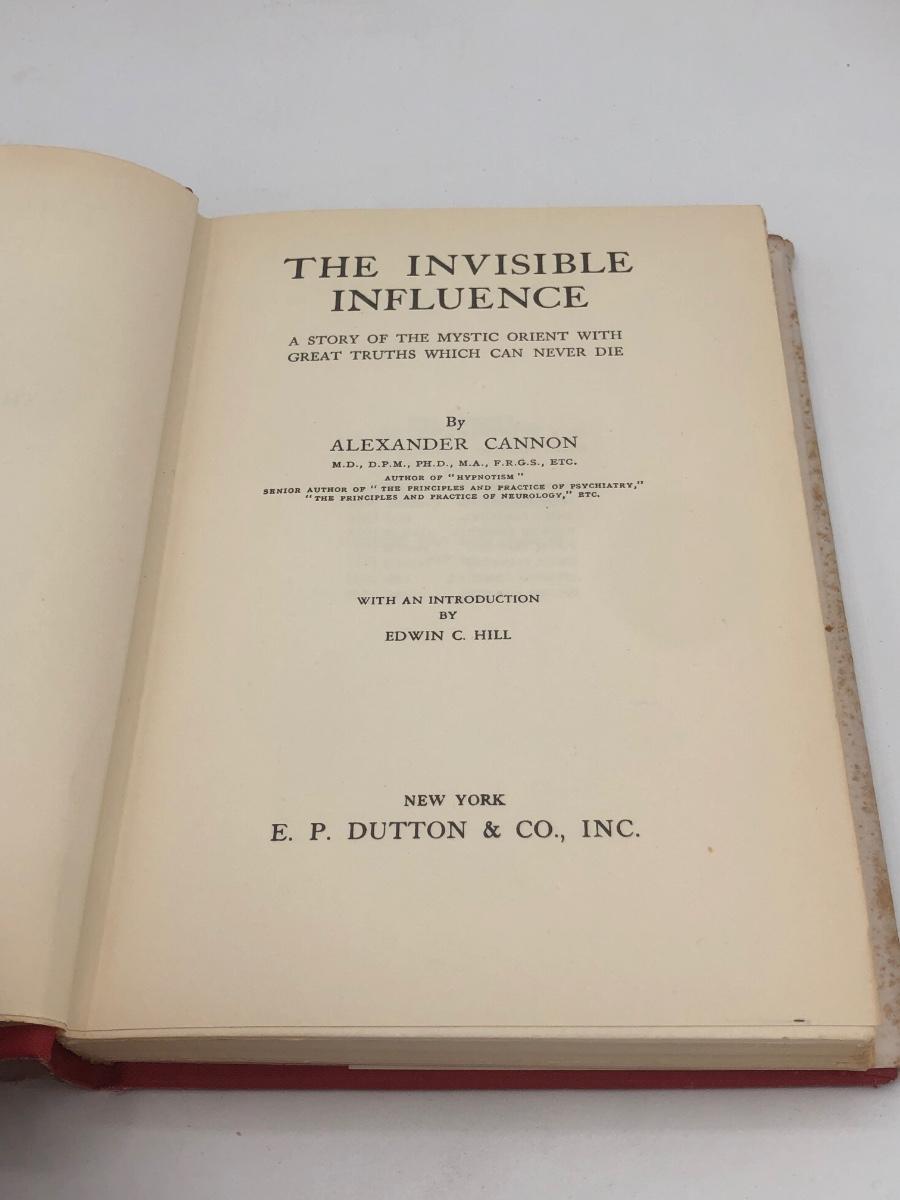 THE INVISIBLE
INFLUENCE
A STORY OF THE MYSTIC ORIENT WITH
GREAT TRUTHS WHICH CAN NEVER DIE
By
ALEXANDER CANNON
M.D., D.P.M., PH.D., M.A., F.R.G.S., ETC.
AUTHOR OF "HYPNOTISM"
SENIOR AUTHOR OF "THE PRINCIPLES AND PRACTICE OF PSYCHIATRY,"
"THE PRINCIPLES AND PRACTICE OF NEUROLOGY," ETC.
WITH AN INTRODUCTION
BY
EDWIN C. HILL
NEW YORK
E. P. DUTTON & CO., INC.